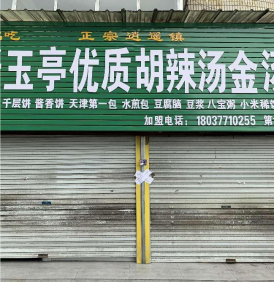 吃 正宗逍遥镇
玉亭优质胡辣汤金汤
千层饼 酱香饼 天津第一包 水煎包 豆腐脑 豆浆 八宝粥 小米稀饭
加盟电话：18037710255 第